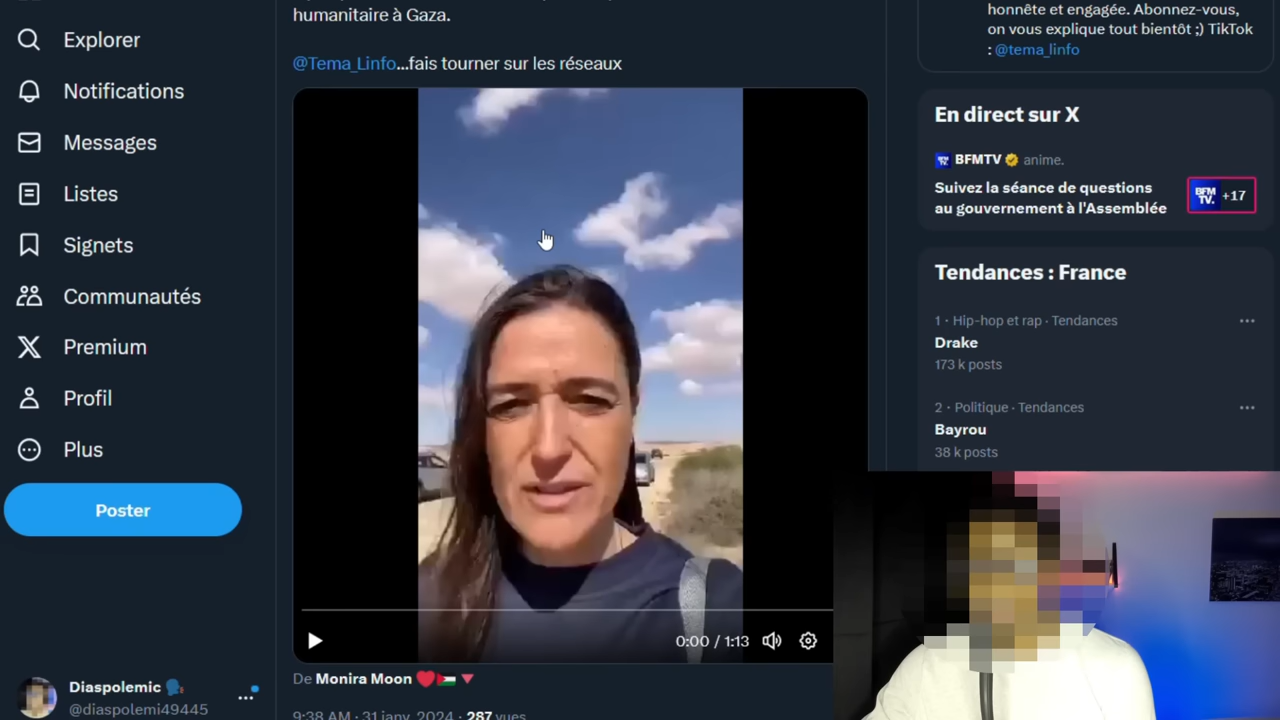 humanitaire à Gaza.
@Tema_Linfo...fais tourner sur les réseaux
Explorer
Notifications
Messages
Listes
Signets
Communautés
Premium
Profil
Plus
Poster
Diaspolemic
@diaspolemi49445
0:00 / 1:13
De Monira Moon
9:38 AM · 31 janv. 2024 · 287 vues
honnête et engagée. Abonnez-vous,
on vous explique tout bientôt ;) TikTok
: @tema_linfo
En direct sur X
BFMTV anime.
Suivez la séance de questions
au gouvernement à l'Assemblée
BFM
TV.
+17
Tendances : France
1 · Hip-hop et rap · Tendances
Drake
173 k posts
2 · Politique · Tendances
Bayrou
38 k posts